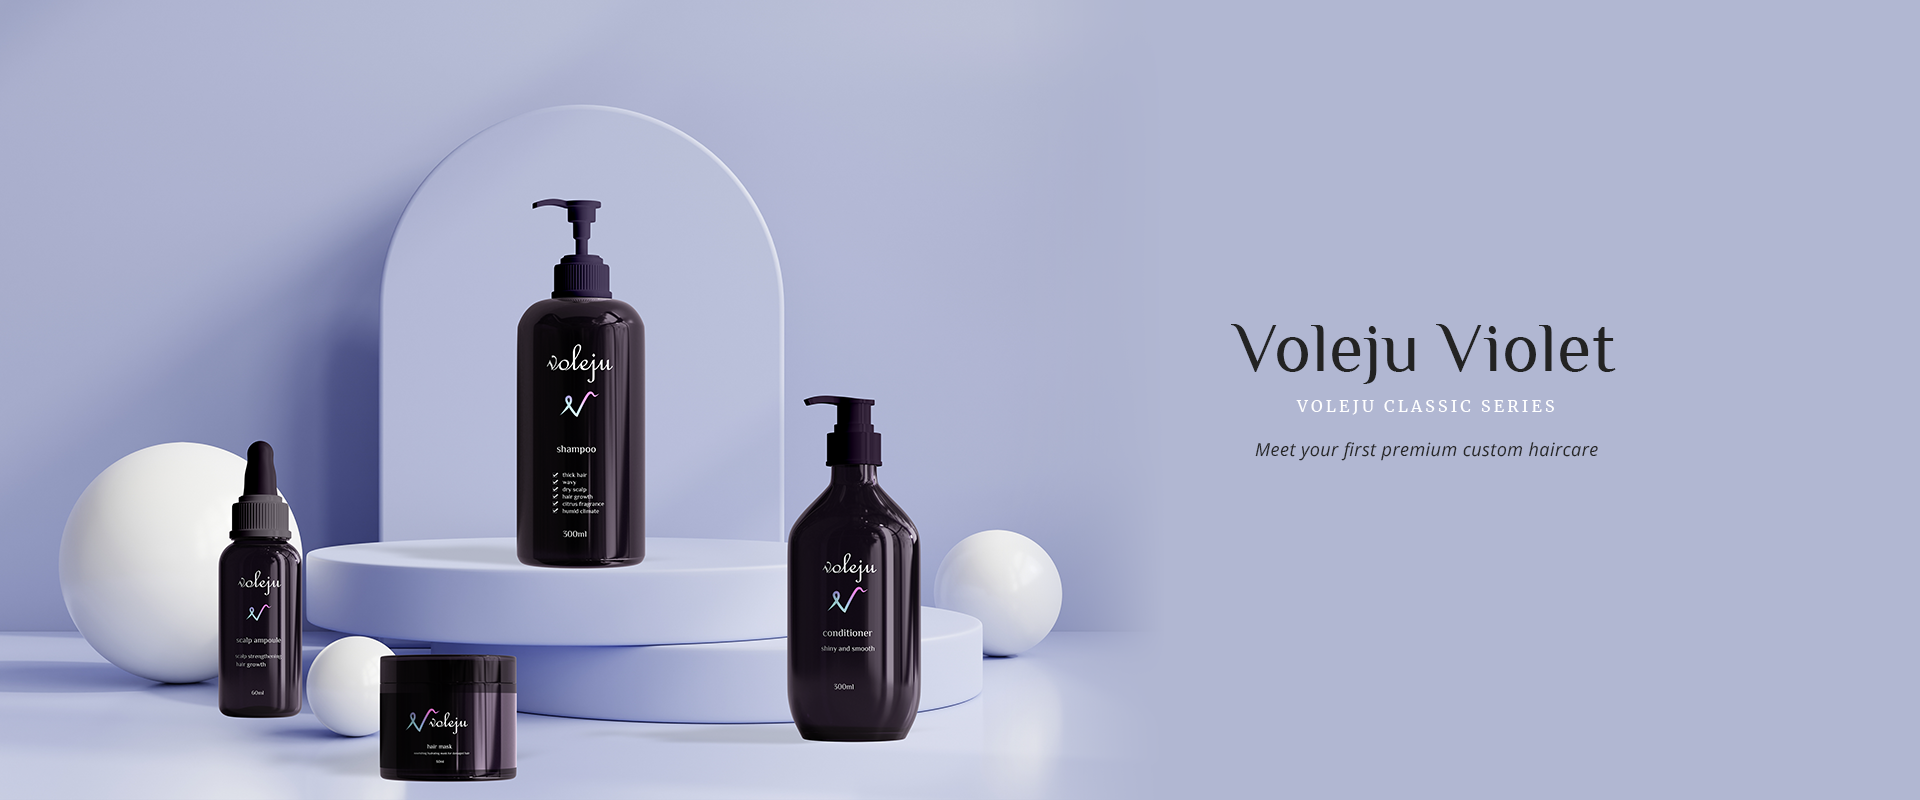 voleju
shampoo
thick hair
wavy
dry scalp
hair growth
citrus fragrance
humid climate
300ml
voleju
scalp ampoule
scalp strengthening
hair growth
60ml
voleju
hair mask
voleju
conditioner
shiny and smooth
300ml
Voleju Violet
VOLEJU CLASSIC SERIES
Meet your first premium custom haircare